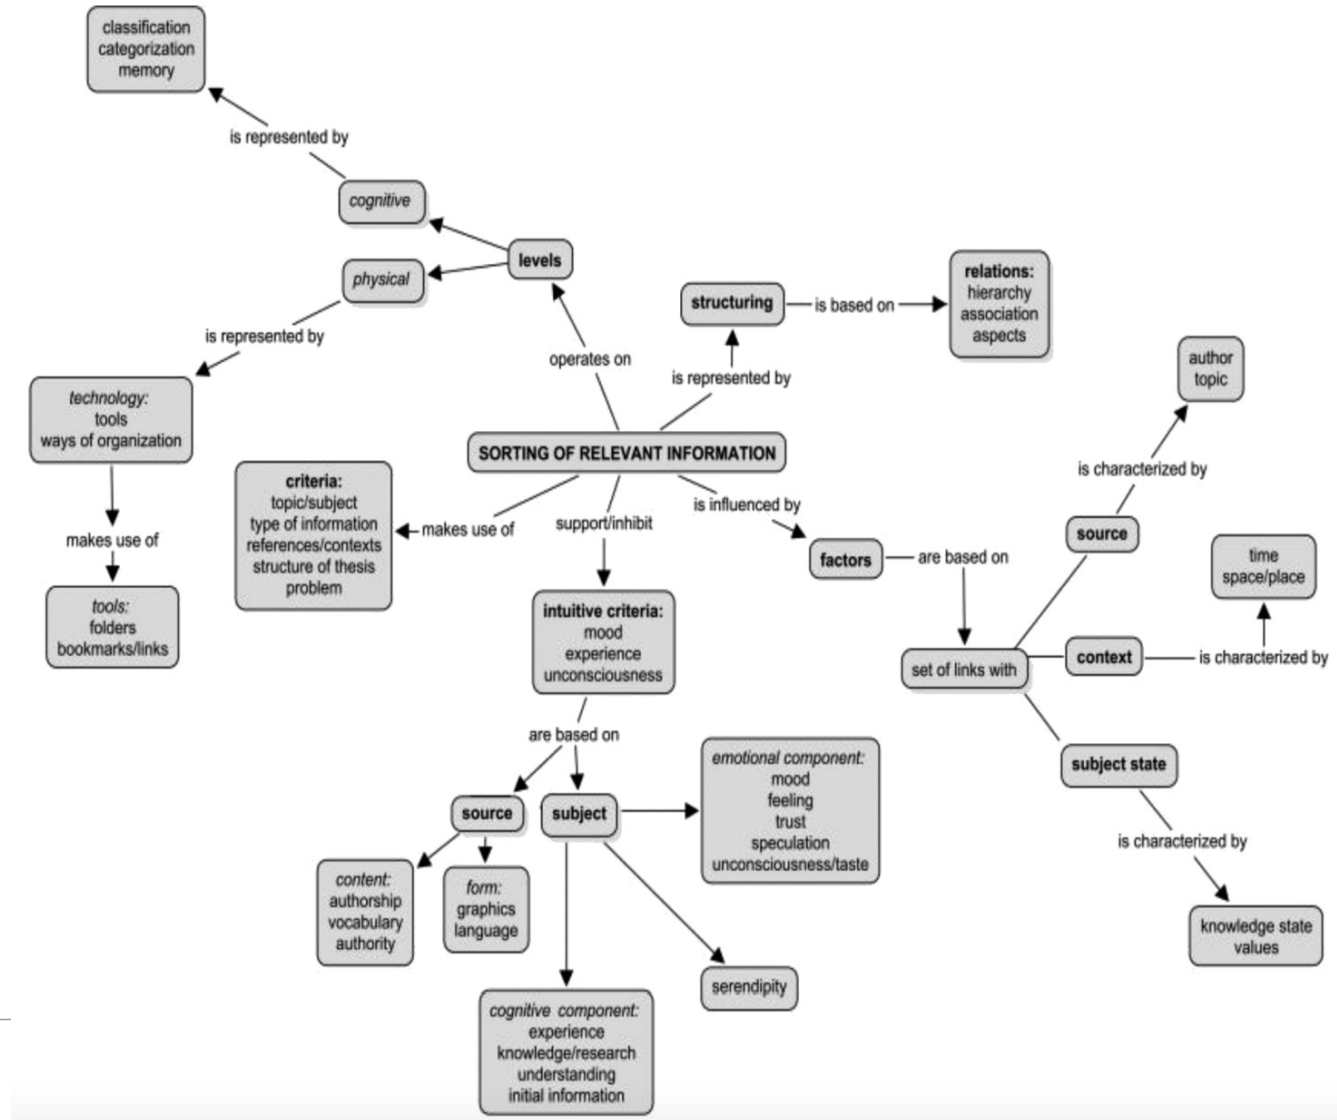 classification
categorization
memory
is represented by
cognitive
levels
physical
is represented by
technology:
tools
ways of organization
makes use of
tools:
folders
bookmarks/links
operates on
structuring
is based on
relations:
hierarchy
association
aspects
is represented by
SORTING OF RELEVANT INFORMATION
criteria:
topic/subject
type of information
references/contexts
structure of thesis
problem
makes use of
support/inhibit
is influenced by
factors
are based on
set of links with
source
is characterized by
author
topic
context
is characterized by
time
space/place
subject state
is characterized by
knowledge state
values
intuitive criteria:
mood
experience
unconsciousness
are based on
source
subject
content:
authorship
vocabulary
authority
form:
graphics
language
emotional component:
mood
feeling
trust
speculation
unconsciousness/taste
serendipity
cognitive component:
experience
knowledge/research
understanding
initial information